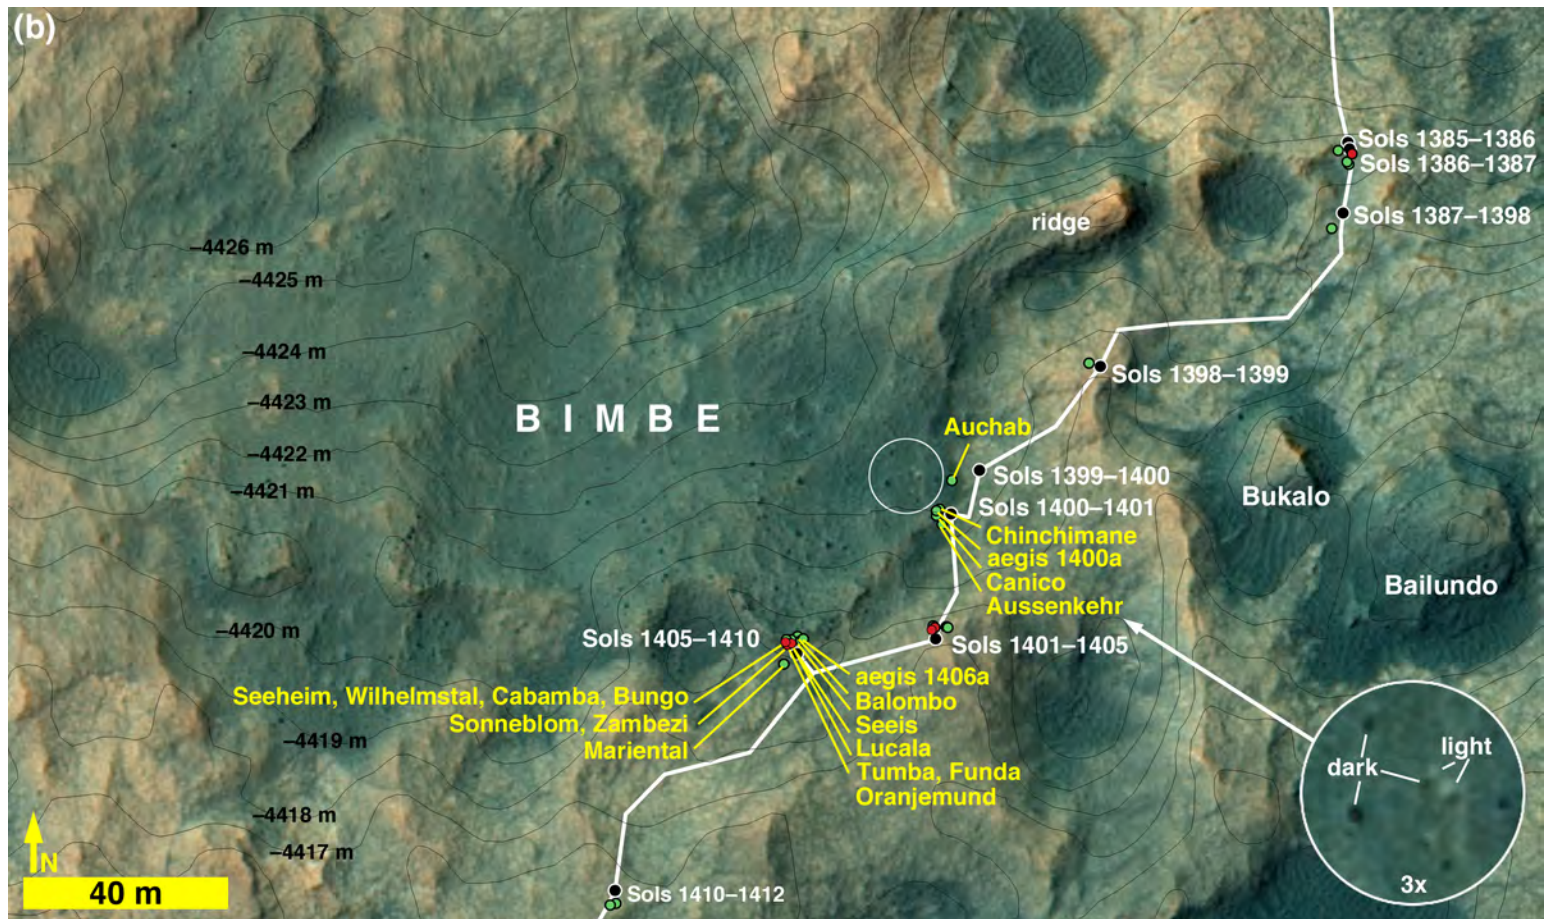 (b)
Sols 1385–1386
Sols 1386–1387
ridge
Sols 1387–1398
–4426 m
–4425 m
–4424 m
Sols 1398–1399
–4423 m
BIMBE
Auchab
–4422 m
Sols 1399–1400
–4421 m
Bukalo
Sols 1400–1401
Chinchimane
aegis 1400a
Canico
Bailundo
Aussenkehr
–4420 m
Sols 1405–1410
Sols 1401–1405
aegis 1406a
Seeheim, Wilhelmstal, Cabamba, Bungo
Balombo
Sonneblom, Zambezi
Seeis
–4419 m
Mariental
Lucala
light
dark
Tumba, Funda
Oranjemund
–4418 m
–4417 m
N
40 m
Sols 1410–1412
3x